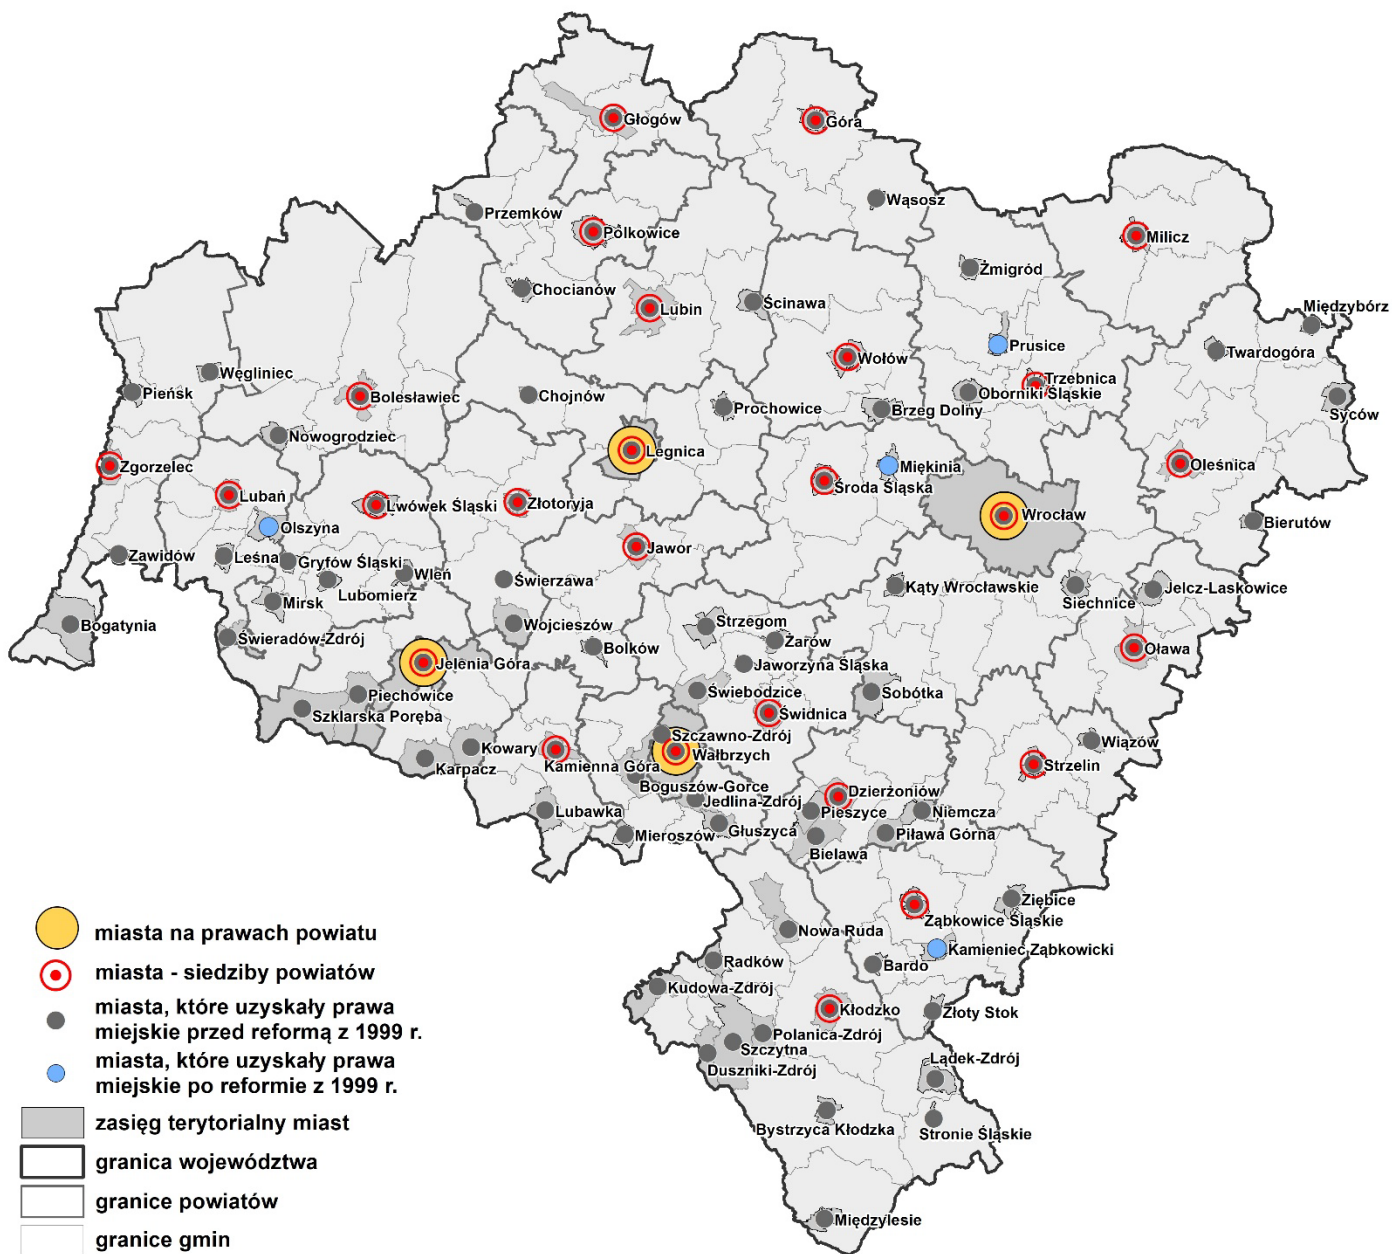 Głogów
Góra
Wąsosz
Przemków
Polkowice
Milicz
Żmigród
Chocianów
Lubin
Ścinawa
Międzybórz
Prusice
Twardogóra
Wołów
Węgliniec
Trzebnica
Pieńsk
Bolesławiec
Chojnów
Prochowice
Brzeg Dolny
Oborniki Śląskie
Syców
Nowogrodziec
Legnica
Zgorzelec
Miękinia
Oleśnica
Lubań
Lwówek Śląski
Złotoryja
Środa Śląska
Wrocław
Olszyna
Bierutów
Zawidów
Leśna
Gryfów Śląski
Jawor
Wleń
Świerzawa
Lubomierz
Kąty Wrocławskie
Siechnice
Jelcz-Laskowice
Mirsk
Bogatynia
Świeradów-Zdrój
Wojcieszów
Strzegom
Bolków
Żarów
Oława
Jelenia Góra
Jaworzyna Śląska
Piechowice
Świebodzice
Sobótka
Szklarska Poręba
Świdnica
Szczawno-Zdrój
Wiązów
Kowary
Wałbrzych
Karpacz
Kamienna Góra
Strzelin
Boguszów-Gorce
Dzierżoniów
Jedlina-Zdrój
Lubawka
Pieszyce
Niemcza
Mieroszów
Głuszyca
Piława Górna
Bielawa
Ziębice
Ząbkowice Śląskie
Nowa Ruda
Kamieniec Ząbkowicki
Radków
Bardo
Kudowa-Zdrój
Kłodzko
Złoty Stok
Polanica-Zdrój
Szczytna
Lądek-Zdrój
Duszniki-Zdrój
Bystrzyca Kłodzka
Stronie Śląskie
Międzylesie
miasta na prawach powiatu
miasta - siedziby powiatów
miasta, które uzyskały prawa
miejskie przed reformą z 1999 r.
miasta, które uzyskały prawa
miejskie po reformie z 1999 r.
zasięg terytorialny miast
granica województwa
granice powiatów
granice gmin